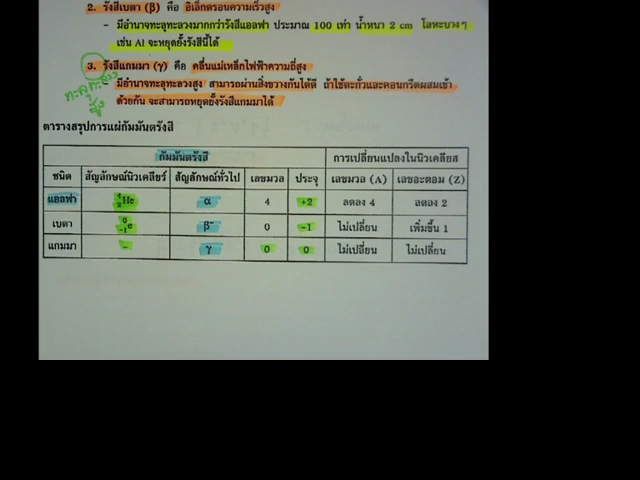 2. รังสีเบตา (β) คือ อิเล็กตรอนความเร็วสูง
- มีอำนาจทะลุทะลวงมากกว่ารังสีแอลฟา ประมาณ 100 เท่า น้ำหนา 2 cm โลหะบางๆ
เช่น Al จะหยุดยั้งรังสีนี้ได้
3. รังสีแกมมา (γ) คือ คลื่นแม่เหล็กไฟฟ้าความถี่สูง
- มีอำนาจทะลุทะลวงสูง สามารถผ่านสิ่งขวางกันได้ดี ถ้าใช้ตะกั่วและคอนกรีตผสมเข้า
ด้วยกัน จะสามารถหยุดยั้งรังสีแกมมาได้
ตารางสรุปการแผ่กัมมันตรังสี
กัมมันตรังสี การเปลี่ยนแปลงในนิวเคลียส
ชนิด สัญลักษณ์นิวเคลียร์ สัญลักษณ์ทั่วไป เลขมวล ประจุ เลขมวล (A) เลขอะตอม (Z)
แอลฟา ⁴₂He α 4 +2 ลดลง 4 ลดลง 2
เบตา ⁰₋₁e β⁻ 0 -1 ไม่เปลี่ยน เพิ่มขึ้น 1
แกมมา - γ 0 0 ไม่เปลี่ยน ไม่เปลี่ยน